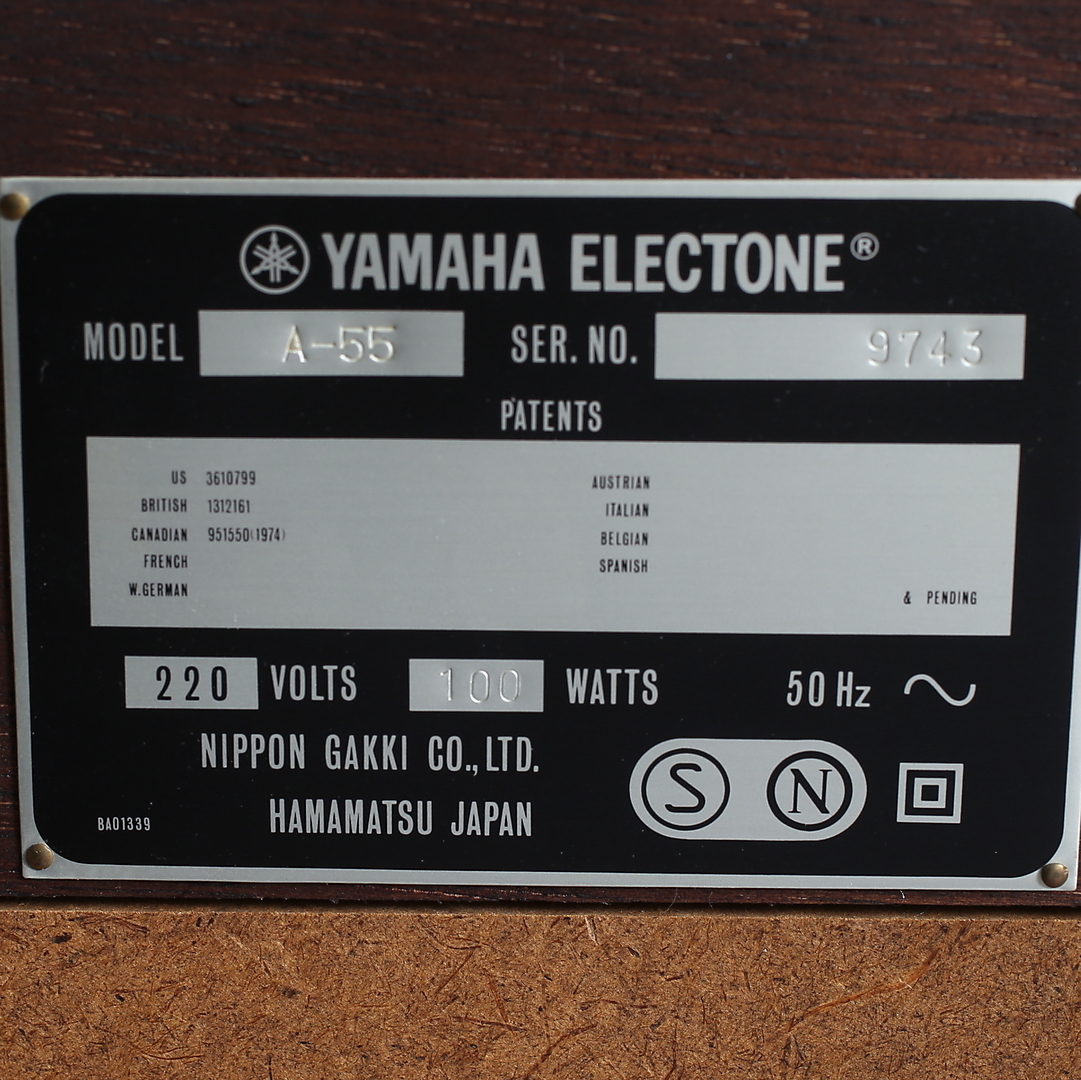 YAMAHA ELECTONE®
MODEL A-55 SER. NO. 9743
PATENTS
US 3610799 AUSTRIAN
BRITISH 1312161 ITALIAN
CANADIAN 951550(1974) BELGIAN
FRENCH SPANISH
W.GERMAN & PENDING
220 VOLTS 100 WATTS 50 Hz
NIPPON GAKKI CO., LTD.
HAMAMATSU JAPAN
S N
BA01339